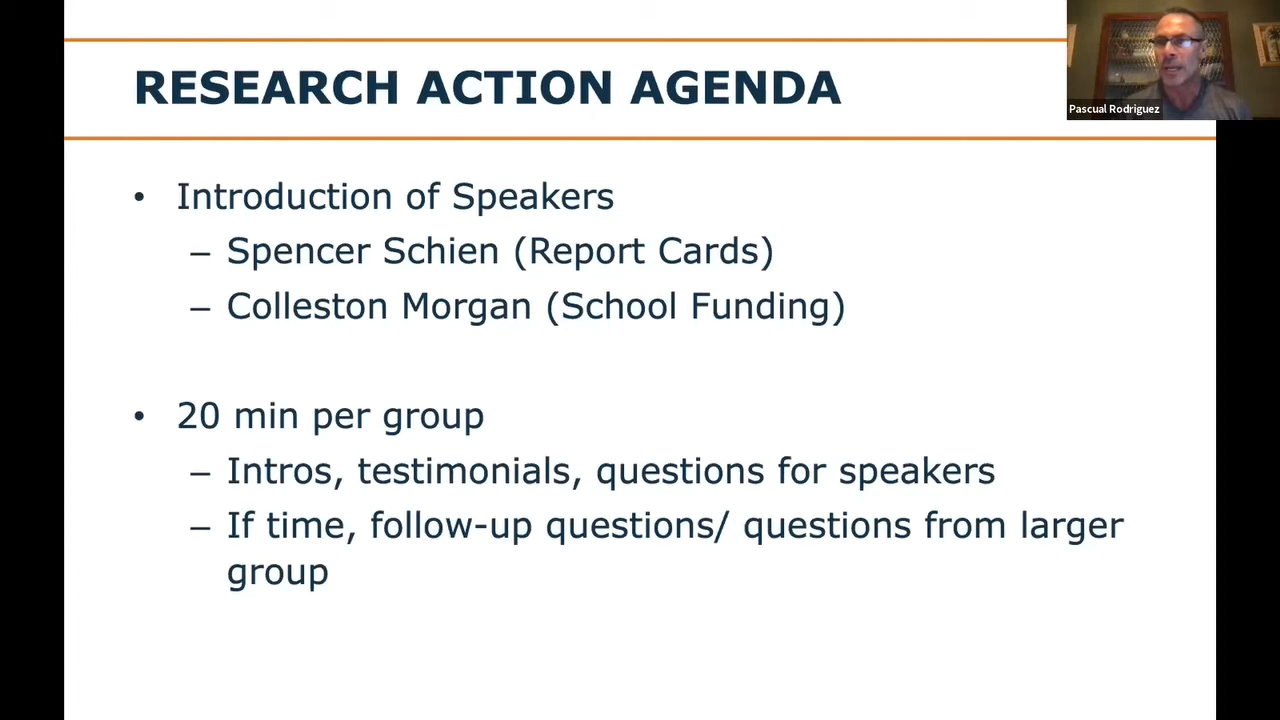 RESEARCH ACTION AGENDA
Pascual Rodriguez
• Introduction of Speakers
– Spencer Schien (Report Cards)
– Colleston Morgan (School Funding)
• 20 min per group
– Intros, testimonials, questions for speakers
– If time, follow-up questions/ questions from larger
group